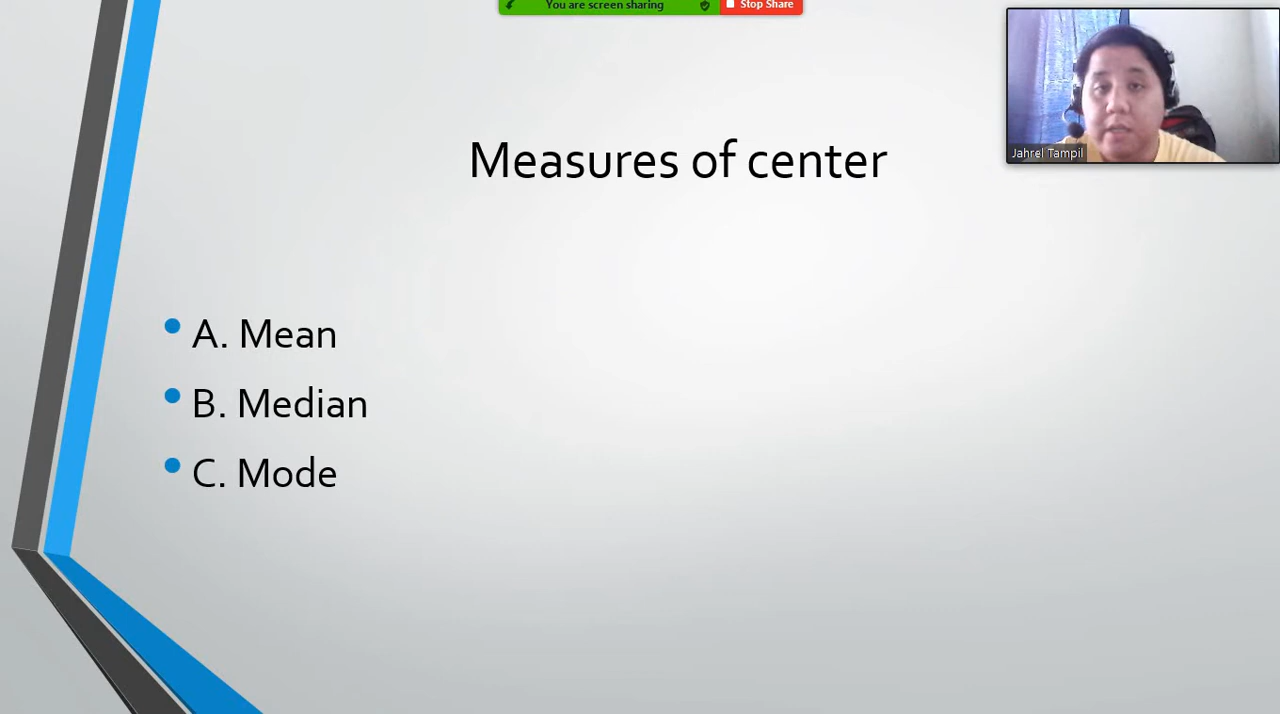 You are screen sharing
Stop Share
Jahrel Tampil
Measures of center
A. Mean
B. Median
C. Mode